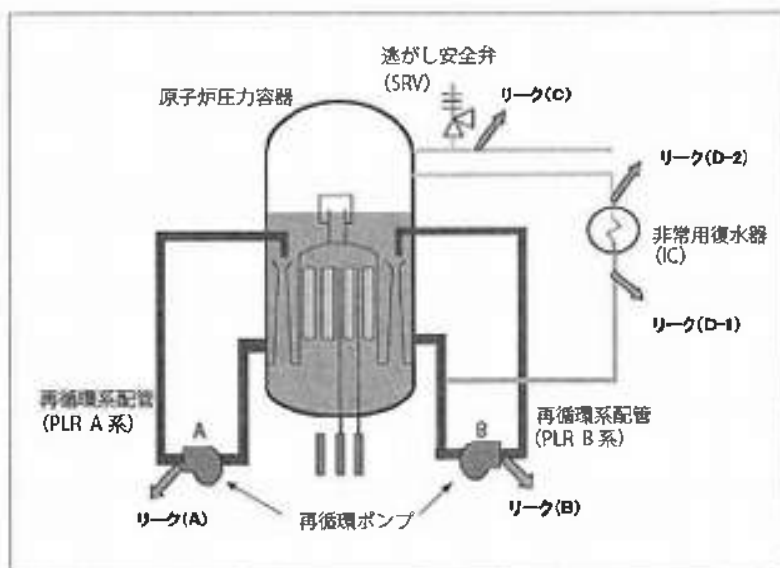 逃がし安全弁
(SRV)
リーク(C)
原子炉圧力容器
リーク(D-2)
非常用復水器
(IC)
リーク(D-1)
再循環系配管
(PLR A 系)
A
B
再循環系配管
(PLR B 系)
リーク(A)
再循環ポンプ
リーク(B)